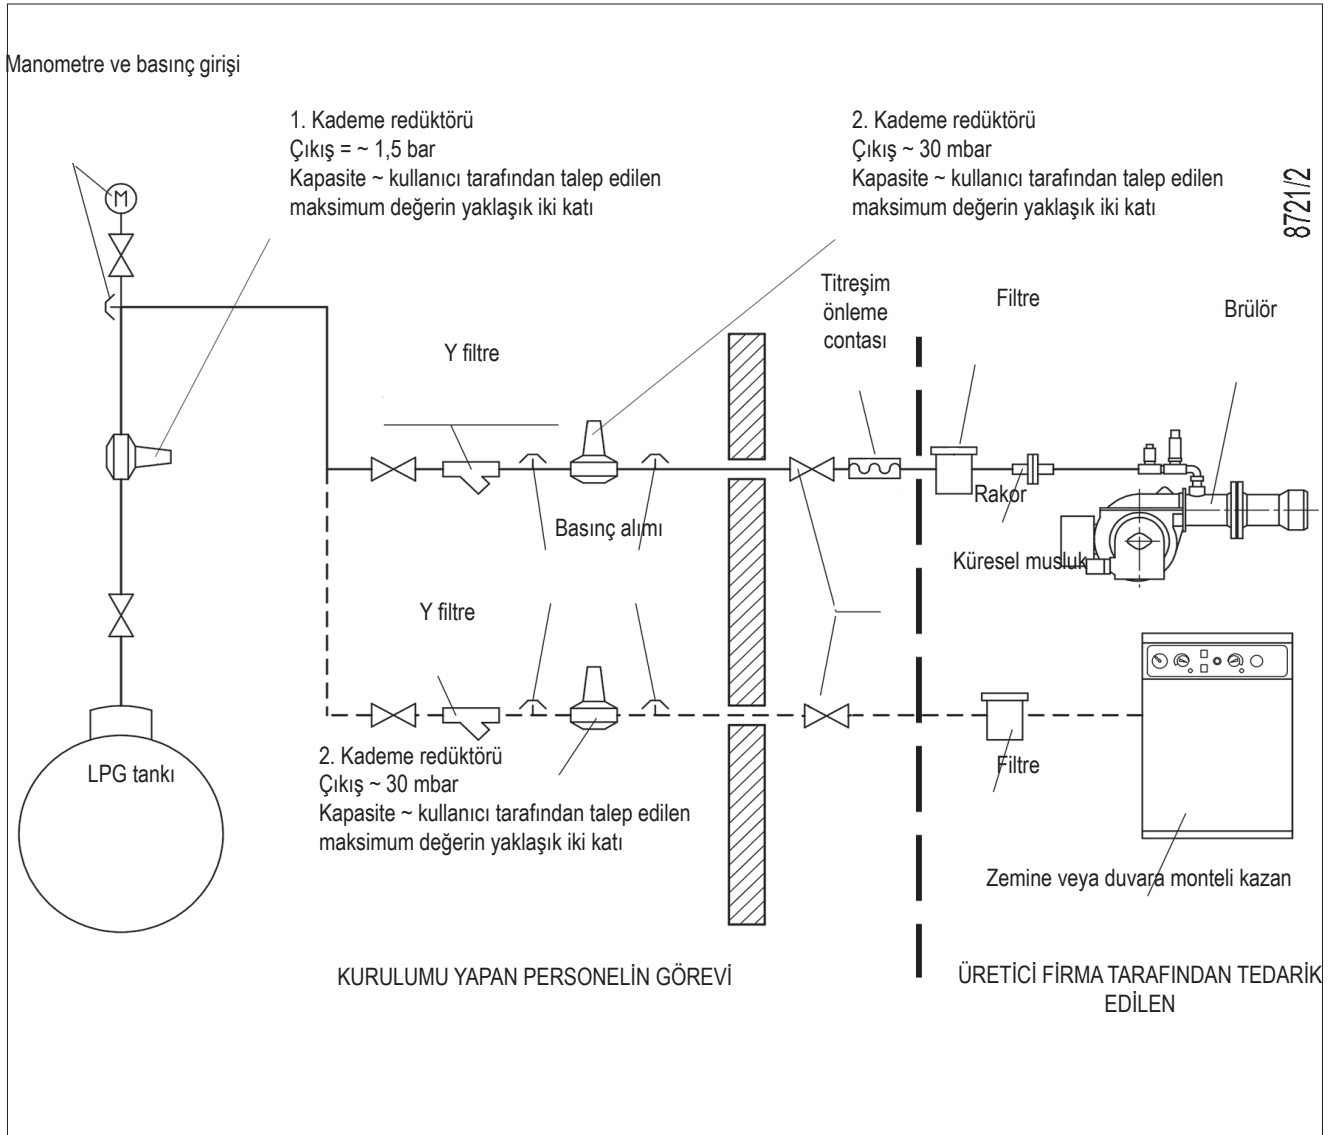 Manometre ve basınç girişi
1. Kademe redüktörü
Çıkış = ~ 1,5 bar
Kapasite ~ kullanıcı tarafından talep edilen
maksimum değerin yaklaşık iki katı
2. Kademe redüktörü
Çıkış ~ 30 mbar
Kapasite ~ kullanıcı tarafından talep edilen
maksimum değerin yaklaşık iki katı
8721/2
M
Titreşim
önleme
contası
Filtre
Brülör
Y filtre
Basınç alımı
Rakor
Küresel musluk
Y filtre
LPG tankı
2. Kademe redüktörü
Çıkış ~ 30 mbar
Kapasite ~ kullanıcı tarafından talep edilen
maksimum değerin yaklaşık iki katı
Filtre
Zemine veya duvara monteli kazan
KURULUMU YAPAN PERSONELİN GÖREVİ
ÜRETİCİ FİRMA TARAFINDAN TEDARİK
EDİLEN